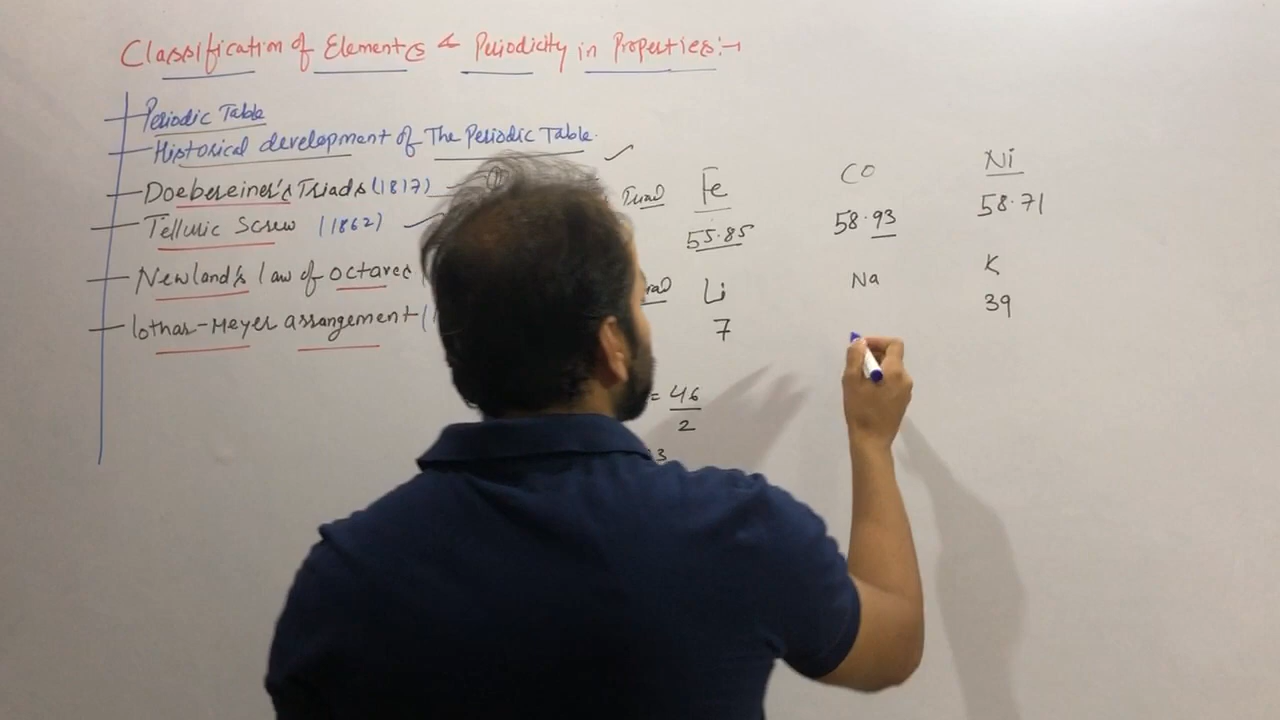 Classification of Elements & Periodicity in Properties:-
Periodic Table
Historical development of The Periodic Table.
Doebereiner's Triads (1817)
Telluric Screw (1862)
Newland's law of octaves
lothar-Meyer arrangement
Triad Fe Co Ni
55.85 58.93 58.71
Li Na K
7 39
= 46
2
3